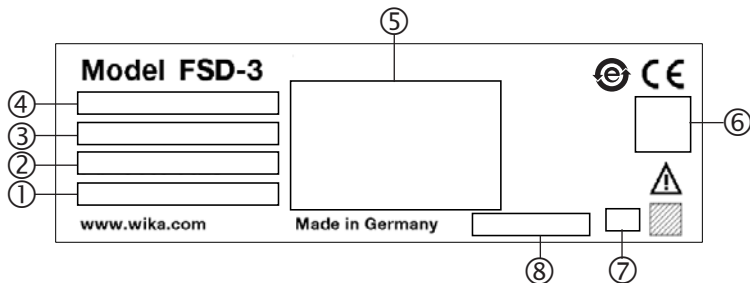 ⑤
Model FSD-3
e CE
④
③
⑥
②
①
www.wika.com Made in Germany
⑧ ⑦